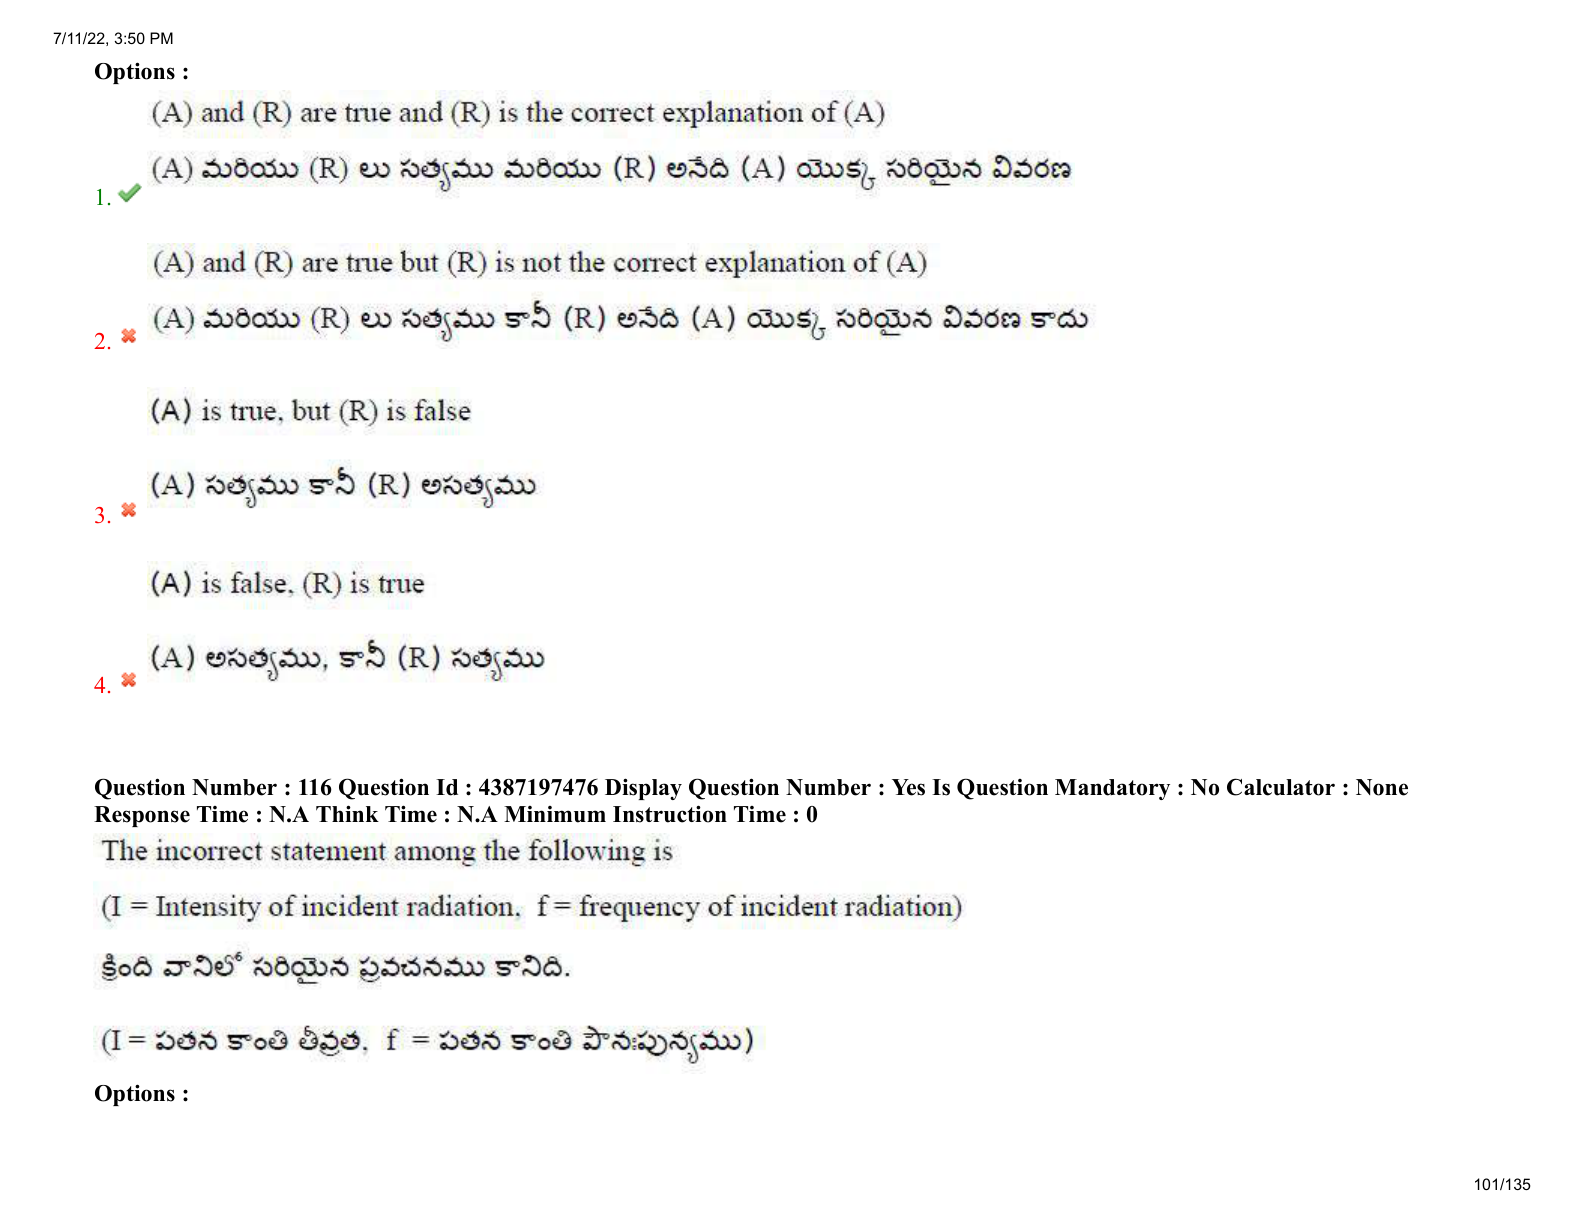 7/11/22, 3:50 PM
Options :
(A) and (R) are true and (R) is the correct explanation of (A)
(A) మరియు (R) లు సత్యము మరియు (R) అనేది (A) యొక్క సరియైన వివరణ
1.
(A) and (R) are true but (R) is not the correct explanation of (A)
(A) మరియు (R) లు సత్యము కానీ (R) అనేది (A) యొక్క సరియైన వివరణ కాదు
2.
(A) is true, but (R) is false
(A) సత్యము కానీ (R) అసత్యము
3.
(A) is false, (R) is true
(A) అసత్యము, కానీ (R) సత్యము
4.
Question Number : 116 Question Id : 4387197476 Display Question Number : Yes Is Question Mandatory : No Calculator : None
Response Time : N.A Think Time : N.A Minimum Instruction Time : 0
The incorrect statement among the following is
(I = Intensity of incident radiation, f = frequency of incident radiation)
క్రింది వానిలో సరియైన ప్రవచనము కానిది.
(I = పతన కాంతి తీవ్రత, f = పతన కాంతి పౌనఃపున్యము)
Options :
101/135